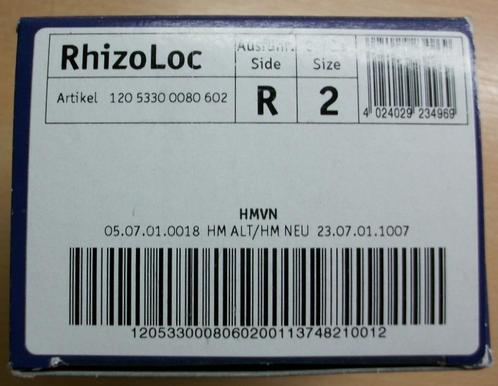 RhizoLoc
Ausführ.
Side
Size
Artikel 120 5330 0080 602
R
2
4 024029 234969
HMVN
05.07.01.0018 HM ALT/HM NEU 23.07.01.1007
1205330008060200113748210012